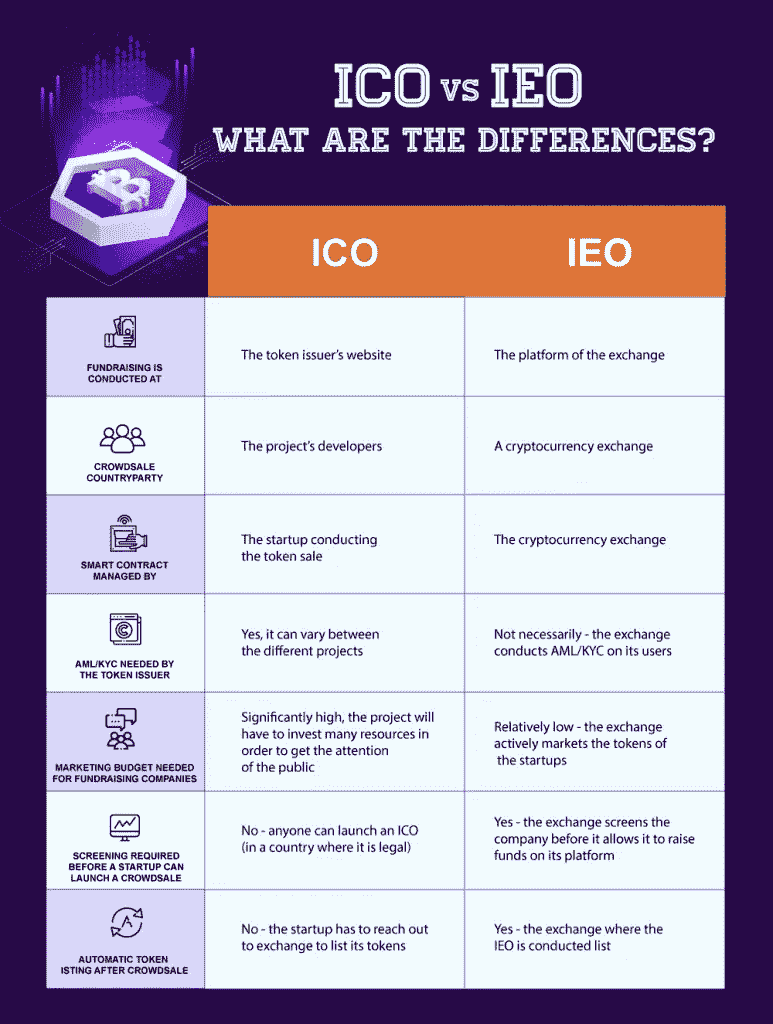 ICO vs IEO
WHAT ARE THE DIFFERENCES?
ICO
IEO
FUNDRAISING IS
CONDUCTED AT
The token issuer's website
The platform of the exchange
CROWDSALE
COUNTRYPARTY
The project's developers
A cryptocurrency exchange
SMART CONTRACT
MANAGED BY
The startup conducting
the token sale
The cryptocurrency exchange
AML/KYC NEEDED BY
THE TOKEN ISSUER
Yes, it can vary between
the different projects
Not necessarily - the exchange
conducts AML/KYC on its users
MARKETING BUDGET NEEDED
FOR FUNDRAISING COMPANIES
Significantly high, the project will
have to invest many resources in
order to get the attention
of the public
Relatively low - the exchange
actively markets the tokens of
the startups
SCREENING REQUIRED
BEFORE A STARTUP CAN
LAUNCH A CROWDSALE
No - anyone can launch an ICO
(in a country where it is legal)
Yes - the exchange screens the
company before it allows it to raise
funds on its platform
AUTOMATIC TOKEN
ISTING AFTER CROWDSALE
No - the startup has to reach out
to exchange to list its tokens
Yes - the exchange where the
IEO is conducted list